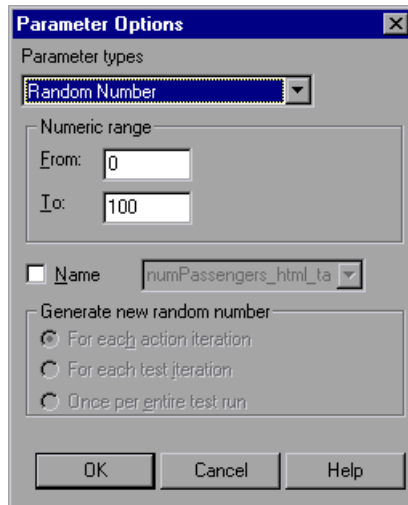 Parameter Options
Parameter types
Random Number
Numeric range
From: 0
To: 100
Name numPassengers_html_ta
Generate new random number
For each action iteration
For each test iteration
Once per entire test run
OK Cancel Help